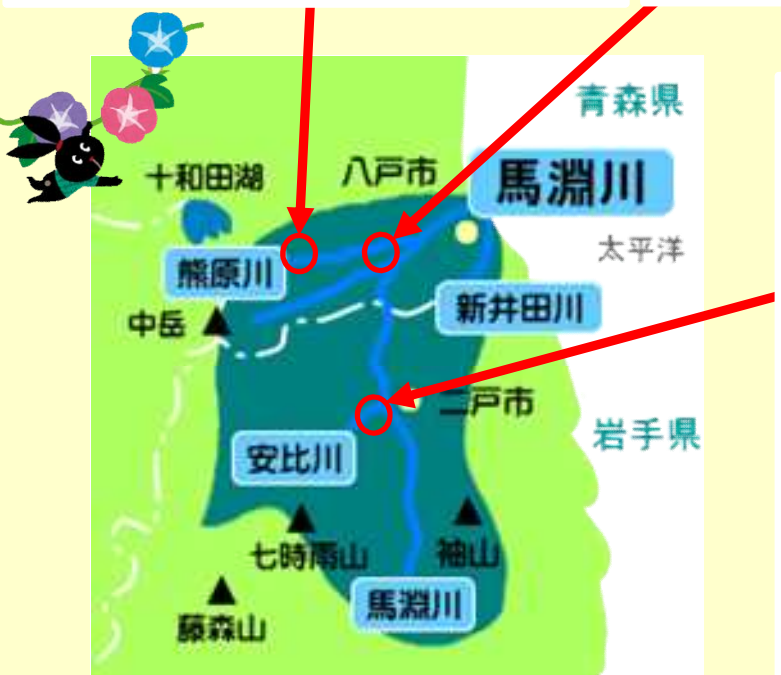 青森県
十和田湖
八戸市
馬淵川
太平洋
熊原川
新井田川
中岳
二戸市
岩手県
安比川
七時雨山
袖山
馬淵川
藤森山